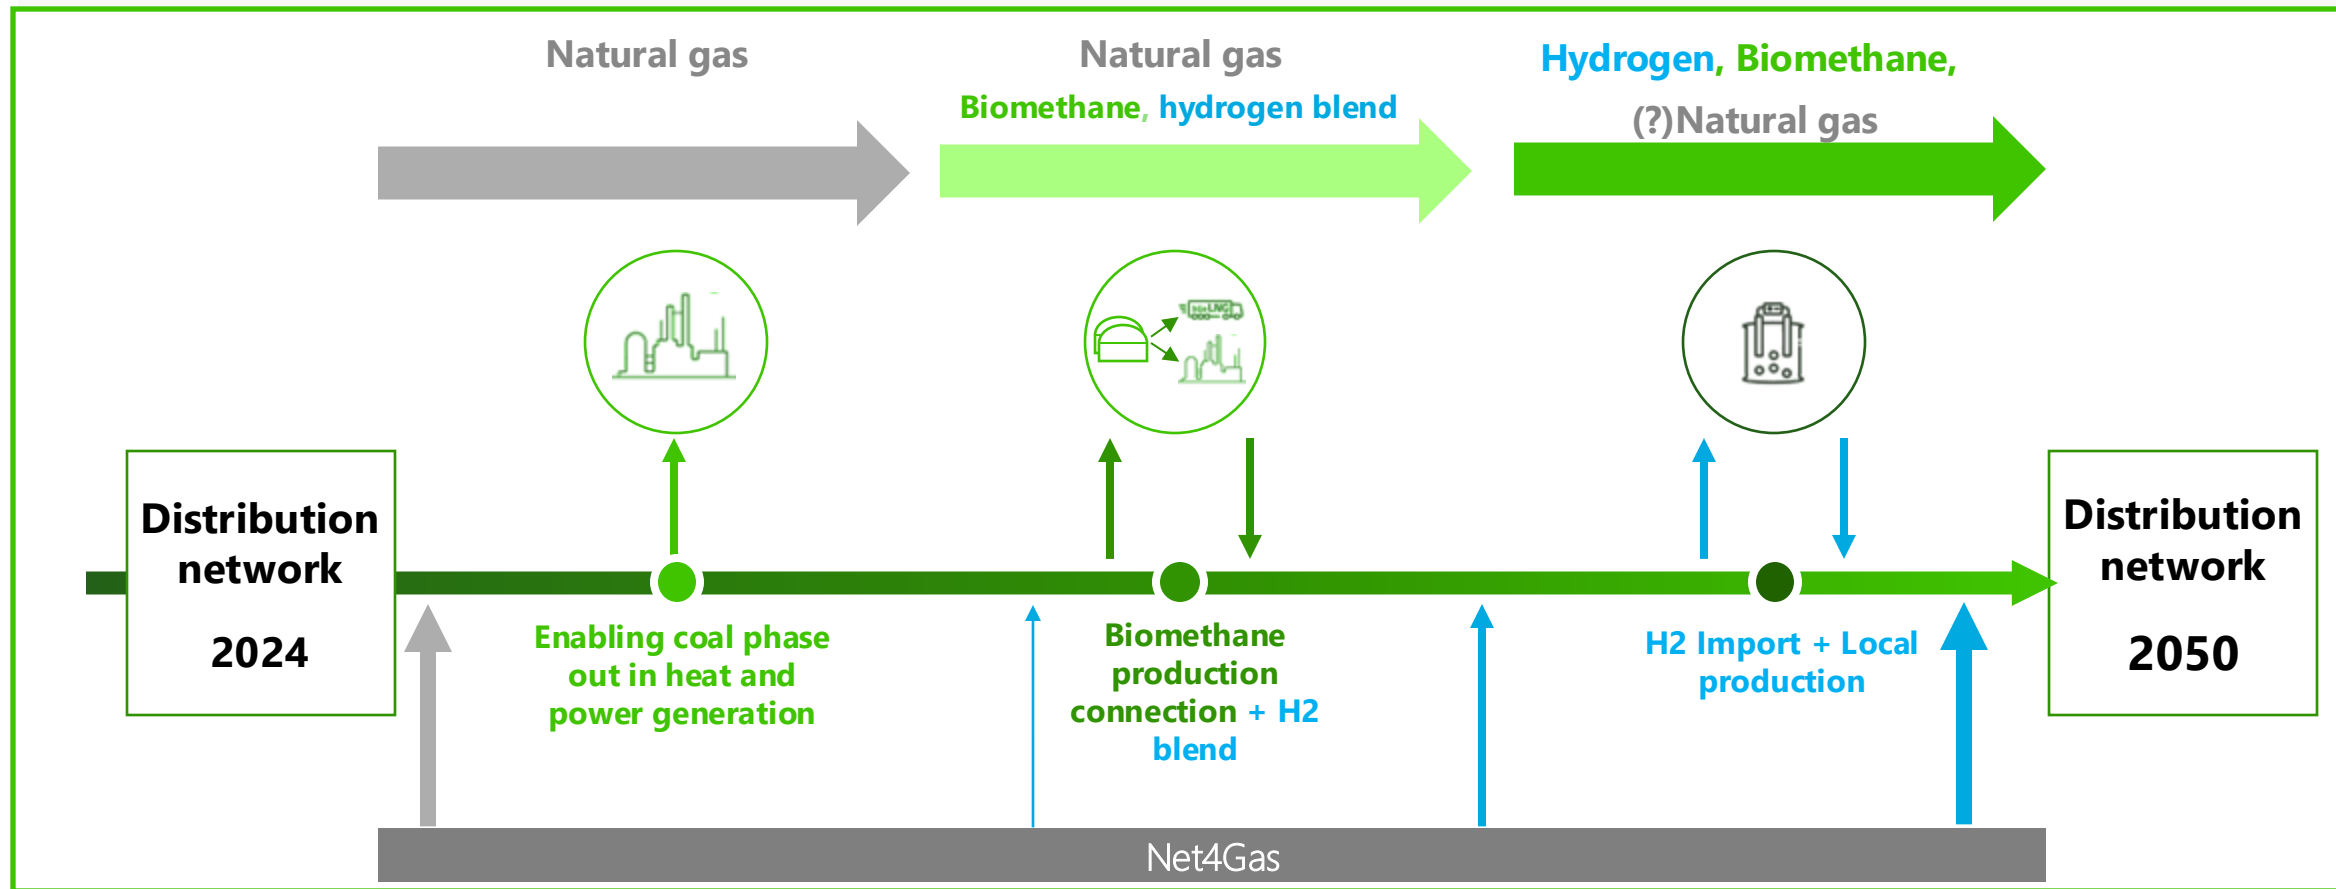 Natural gas
Natural gas
Biomethane, hydrogen blend
Hydrogen, Biomethane,
(?)Natural gas
bioLNG
Distribution
network
2024
Distribution
network
2050
Enabling coal phase
out in heat and
power generation
Biomethane
production
connection + H2
blend
H2 Import + Local
production
Net4Gas